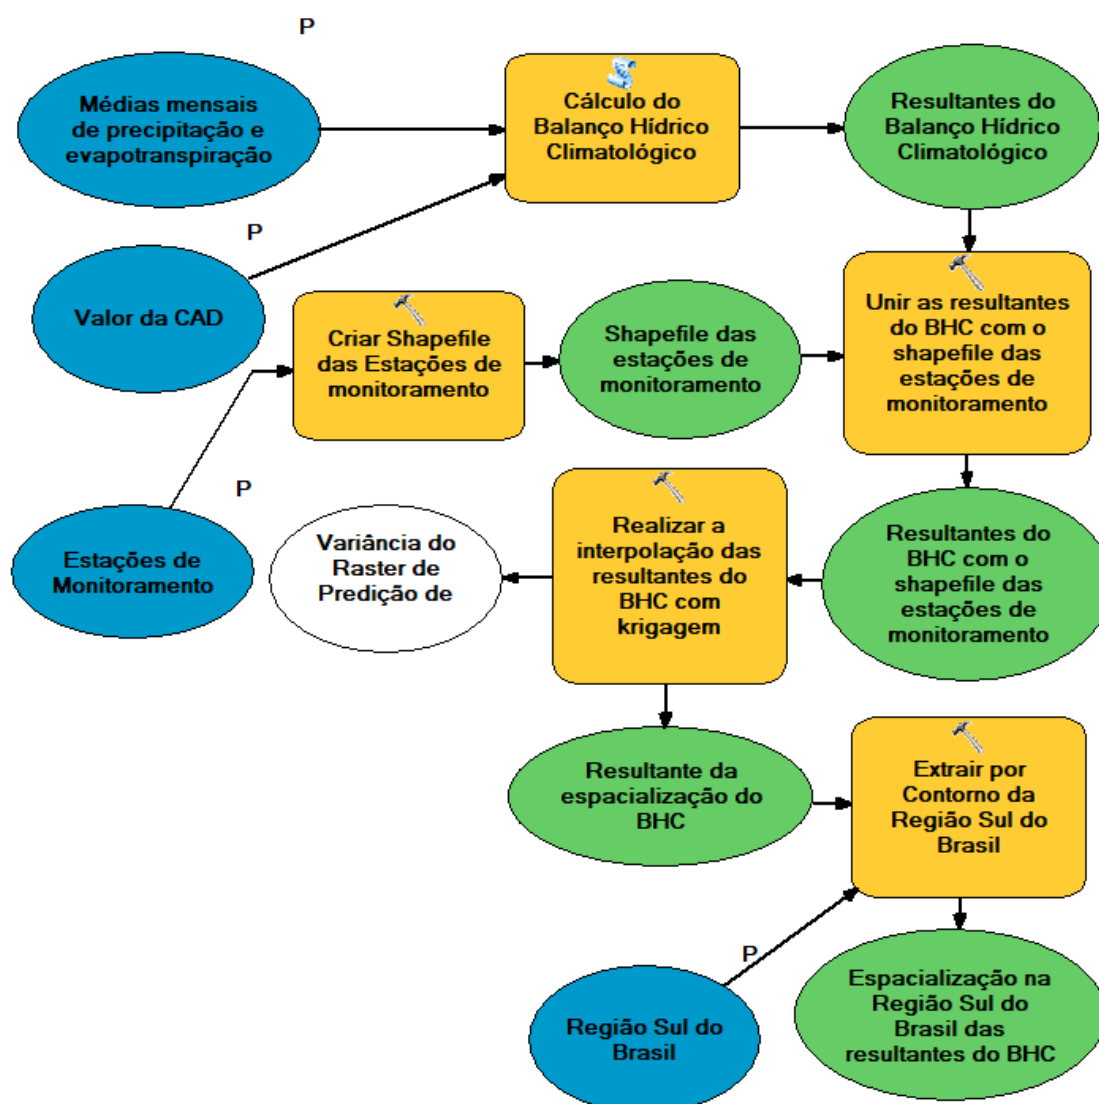 P
Médias mensais
de precipitação e
evapotranspiração
Cálculo do
Balanço Hídrico
Climatológico
Resultantes do
Balanço Hídrico
Climatológico
P
Valor da CAD
Criar Shapefile
das Estações de
monitoramento
Shapefile das
estações de
monitoramento
Unir as resultantes
do BHC com o
shapefile das
estações de
monitoramento
P
Estações de
Monitoramento
Variância do
Raster de
Predição de
Realizar a
interpolação das
resultantes do
BHC com
krigagem
Resultantes do
BHC com o
shapefile das
estações de
monitoramento
Resultante da
espacialização do
BHC
Extrair por
Contorno da
Região Sul do
Brasil
P
Região Sul do
Brasil
Espacialização na
Região Sul do
Brasil das
resultantes do BHC